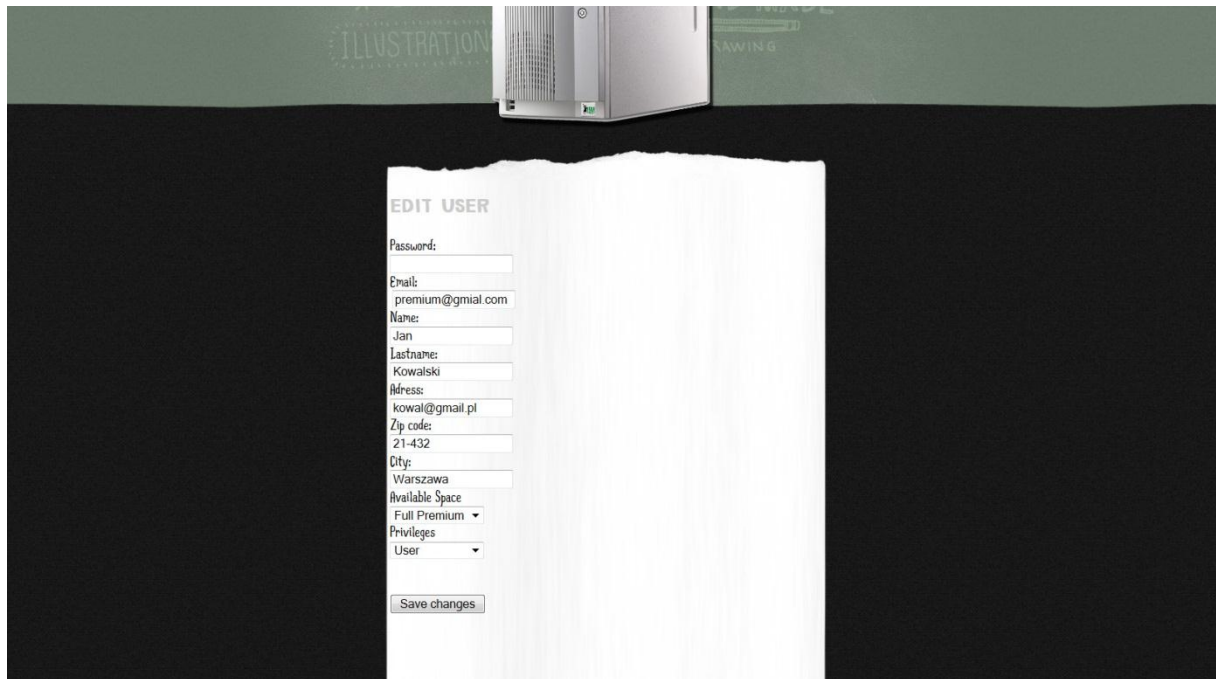 ILLUSTRATION
EDIT USER
Password:
Email:
premium@gmial.com
Name:
Jan
Lastname:
Kowalski
Adress:
kowal@gmail.pl
Zip code:
21-432
City:
Warszawa
Available Space
Full Premium
Privileges
User
Save changes